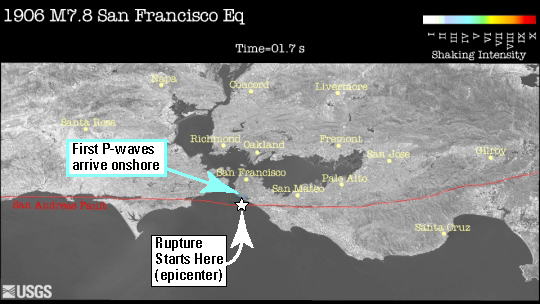 1906 M7.8 San Francisco Eq
I II III IV V VI VII VIII IX X
Shaking Intensity
Time=01.7 s
Napa
Concord
Livermore
Santa Rosa
Richmond
Oakland
Fremont
San Jose
Gilroy
First P-waves
arrive onshore
San Francisco
Palo Alto
San Mateo
San Andreas Fault
Santa Cruz
Rupture
Starts Here
(epicenter)
USGS